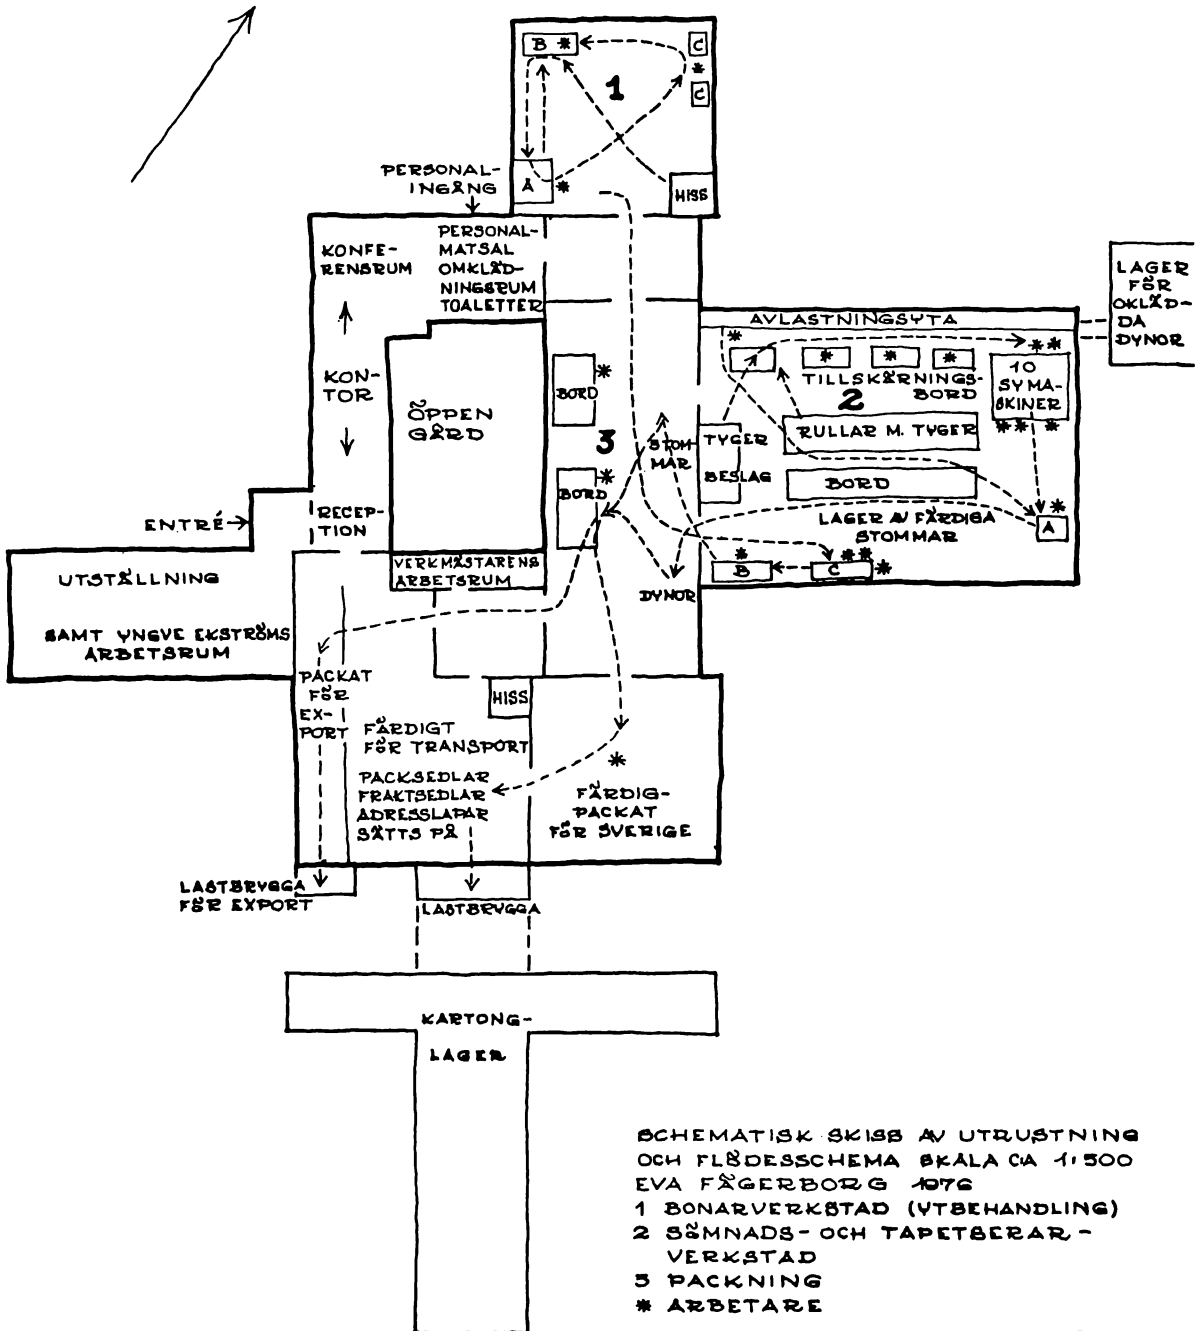 B *
C
*
C
1
A *
HISS
PERSONAL-
INGÅNG
KONFE-
RENSRUM
PERSONAL-
MATSAL
OMKLÄD-
NINGSRUM
TOALETTER
LAGER
FÖR
OKLÄD-
DA
DYNOR
AVLASTNINGSYTA
*
* * *
* *
TILLSKÄRNINGS-
BORD
10
SYMA-
SKINER
* * *
2
KON-
TOR
ÖPPEN
GÅRD
BORD *
3
STOM-
MAR
TYGER
BESLAG
RULLAR M. TYGER
BORD
BORD *
LAGER AV FÄRDIGA
STOMMAR
*
A
ENTRÉ
RECEP-
TION
VERKMÄSTARENS
ARBETSRUM
DYNOR
*
B
* *
C *
UTSTÄLLNING
SAMT YNGVE EKSTRÖMS
ARBETSRUM
PACKAT
FÖR
EX-
PORT
HISS
FÄRDIGT
FÖR TRANSPORT
PACKSEDLAR
FRAKTSEDLAR
ADRESSLAPAR
SÄTTS PÅ
*
FÄRDIG-
PACKAT
FÖR SVERIGE
LASTBRYGGA
FÖR EXPORT
LASTBRYGGA
KARTONG-
LAGER
SCHEMATISK SKISS AV UTRUSTNING
OCH FLÖDESSCHEMA SKALA CA 1:500
EVA FÄGERBORG 1976
1 BONARVERKSTAD (YTBEHANDLING)
2 SÖMNADS- OCH TAPETSERAR-
VERKSTAD
3 PACKNING
* ARBETARE